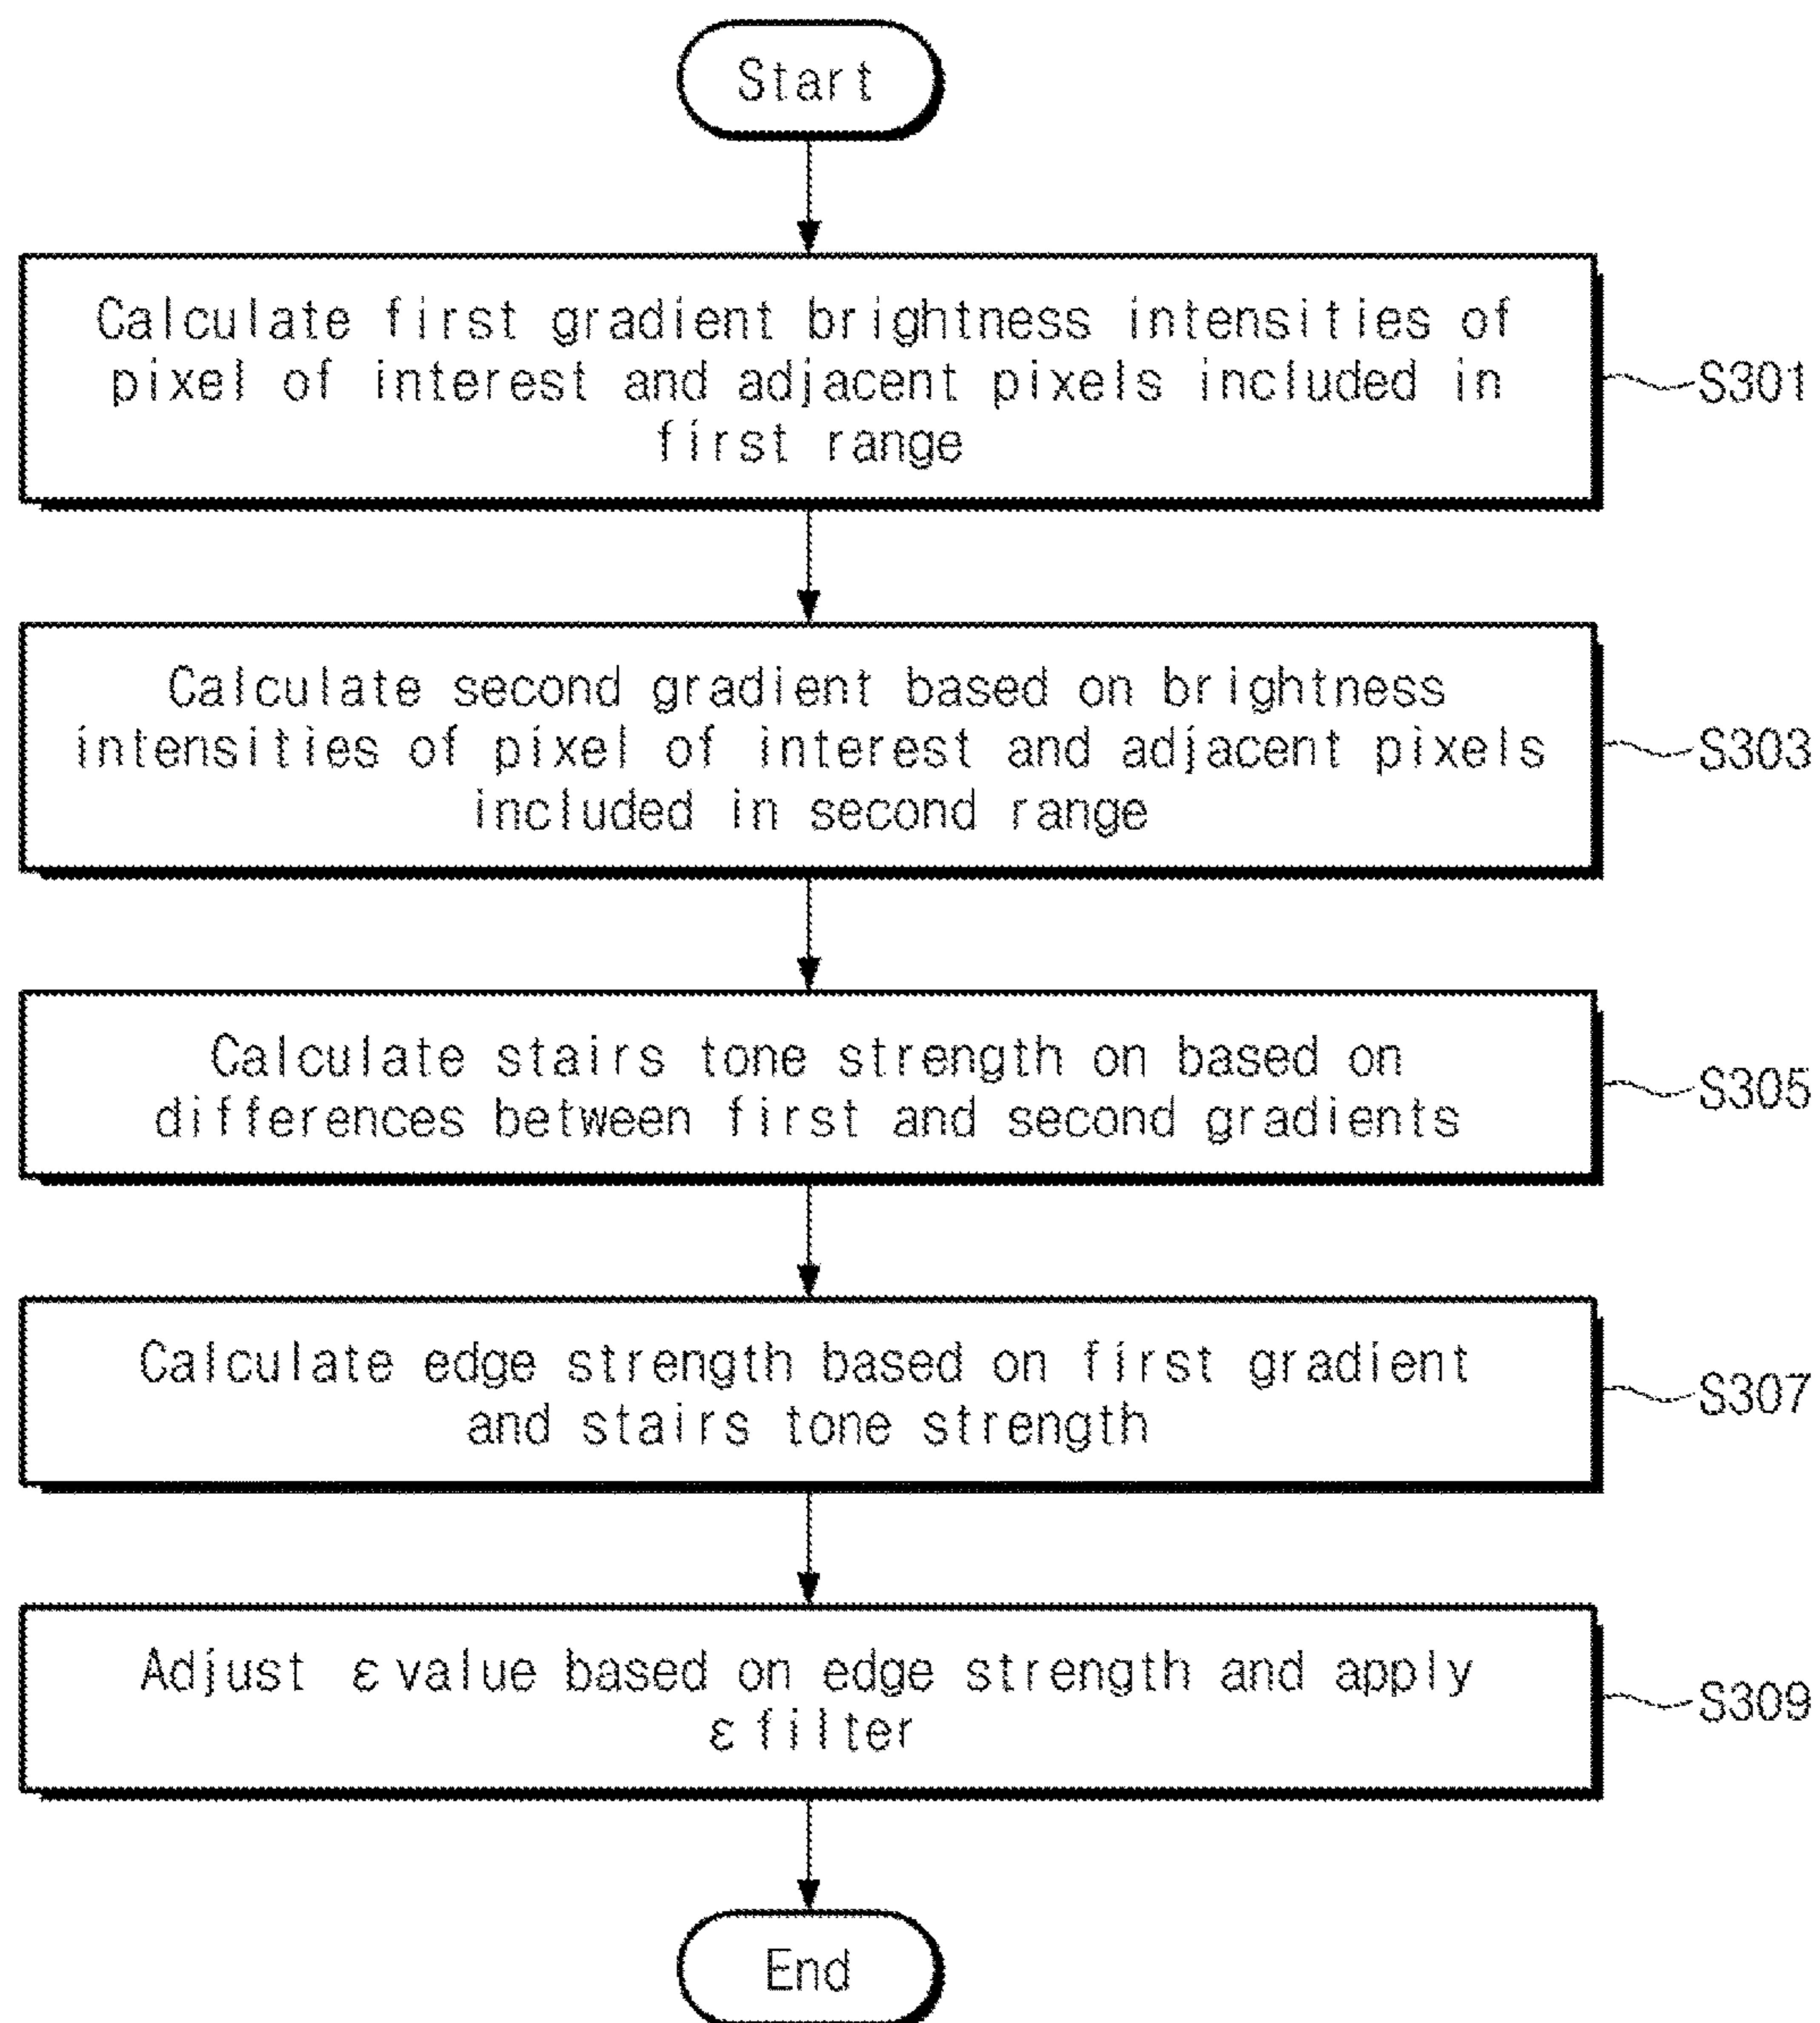 Start
Calculate first gradient brightness intensities of
pixel of interest and adjacent pixels included in
first range
S301
Calculate second gradient based on brightness
intensities of pixel of interest and adjacent pixels
included in second range
S303
Calculate stairs tone strength on based on
differences between first and second gradients
S305
Calculate edge strength based on first gradient
and stairs tone strength
S307
Adjust ε value based on edge strength and apply
ε filter
S309
End